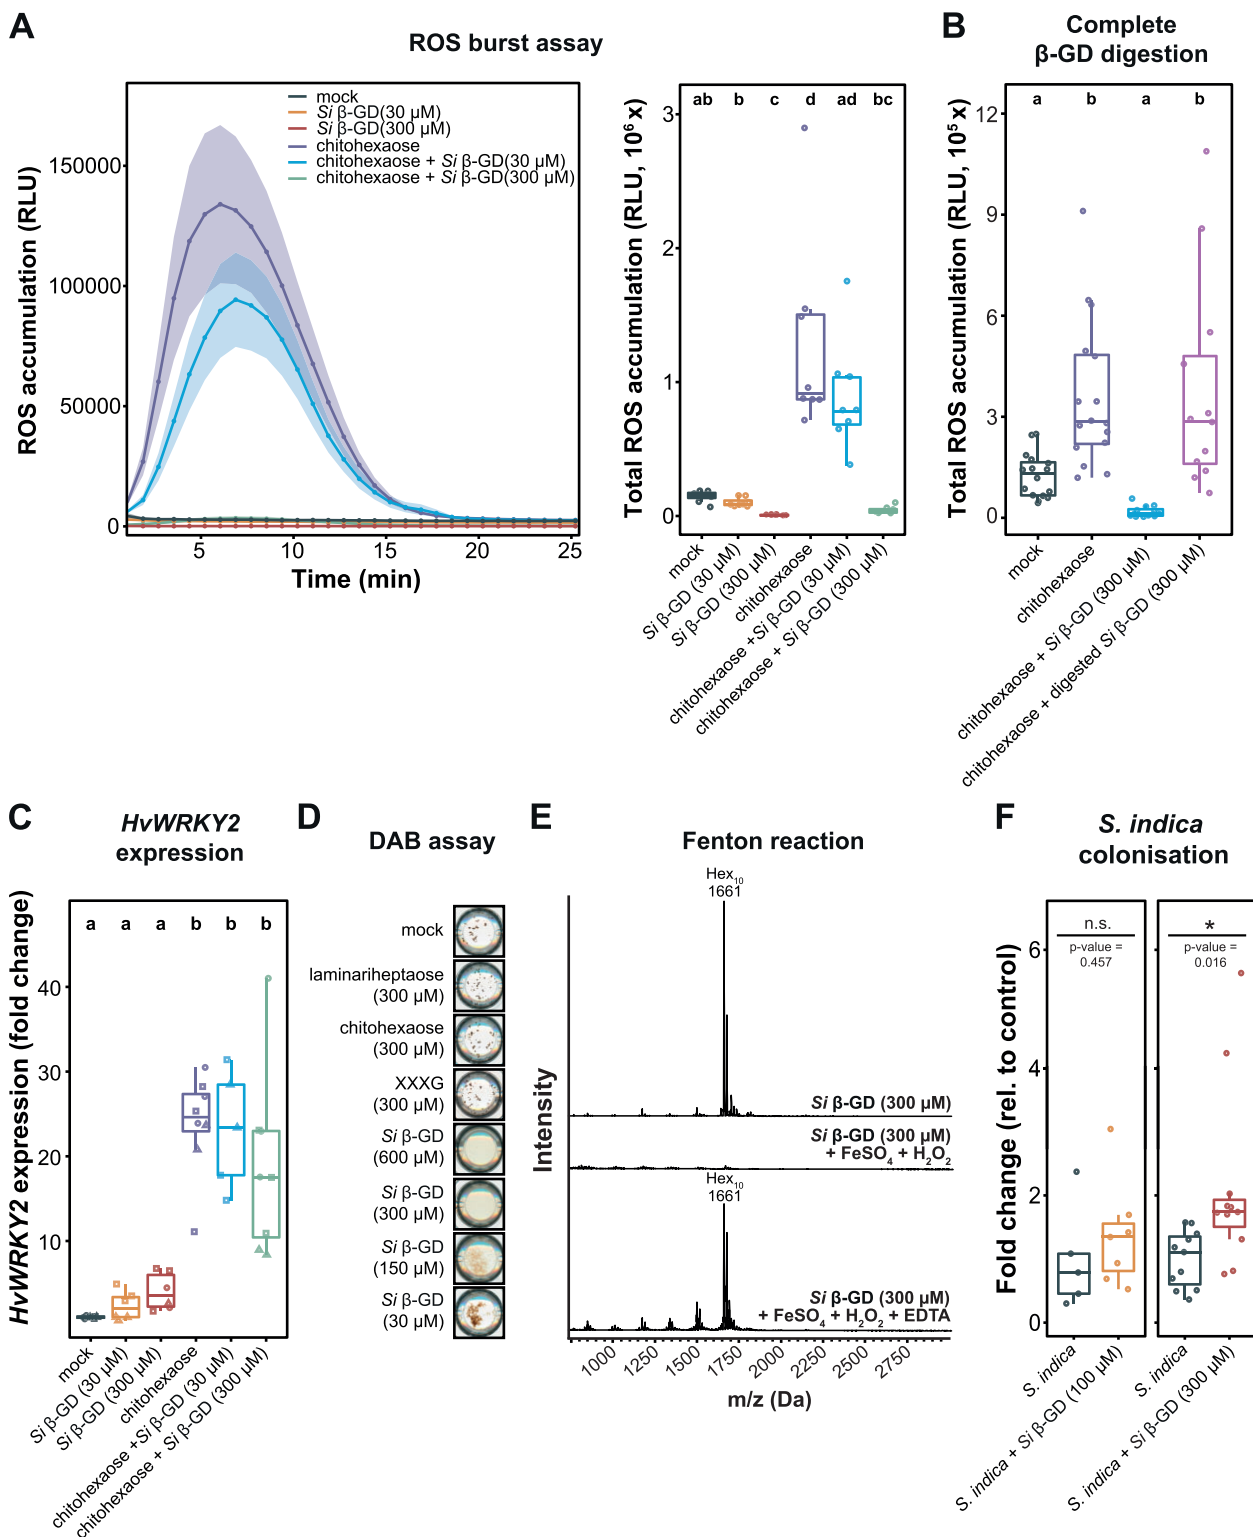 A
ROS burst assay
ROS accumulation (RLU)
150000
100000
50000
0
5
10
15
20
25
Time (min)
mock
Si β-GD(30 µM)
Si β-GD(300 µM)
chitohexaose
chitohexaose + Si β-GD(30 µM)
chitohexaose + Si β-GD(300 µM)
Total ROS accumulation (RLU, 10⁶ x)
3
2
1
0
ab b c d ad bc
mock
Si β-GD (30 µM)
Si β-GD (300 µM)
chitohexaose
chitohexaose +Si β-GD (30 µM)
chitohexaose + Si β-GD (300 µM)
B
Complete
β-GD digestion
Total ROS accumulation (RLU, 10⁵ x)
12
9
6
3
0
a b a b
mock
chitohexaose
chitohexaose + Si β-GD (300 µM)
chitohexaose + digested Si β-GD (300 µM)
C
HvWRKY2
expression
HvWRKY2 expression (fold change)
40
30
20
10
a a a b b b
mock
Si β-GD (30 µM)
Si β-GD (300 µM)
chitohexaose
chitohexaose +Si β-GD (30 µM)
chitohexaose + Si β-GD (300 µM)
D
DAB assay
mock
laminariheptaose
(300 µM)
chitohexaose
(300 µM)
XXXG
(300 µM)
Si β-GD
(600 µM)
Si β-GD
(300 µM)
Si β-GD
(150 µM)
Si β-GD
(30 µM)
E
Fenton reaction
Intensity
Hex₁₀
1661
Si β-GD (300 µM)
Si β-GD (300 µM)
+ FeSO₄ + H₂O₂
Hex₁₀
1661
Si β-GD (300 µM)
+ FeSO₄ + H₂O₂ + EDTA
1000
1250
1500
1750
2000
2250
2500
2750
m/z (Da)
F
S. indica
colonisation
Fold change (rel. to control)
6
4
2
0
n.s.
p-value =
0.457
*
p-value =
0.016
S. indica
S. indica + Si β-GD (100 µM)
S. indica
S. indica + Si β-GD (300 µM)